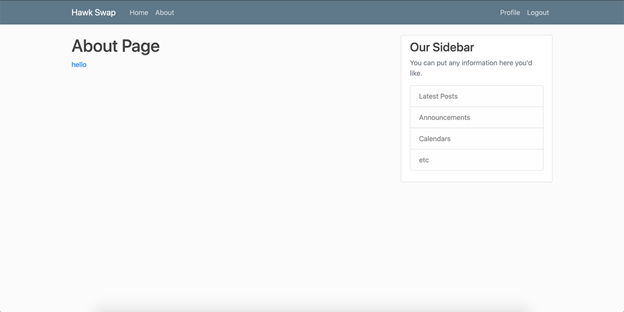 Hawk Swap Home About Profile Logout
About Page
hello
Our Sidebar
You can put any information here you'd
like.
Latest Posts
Announcements
Calendars
etc